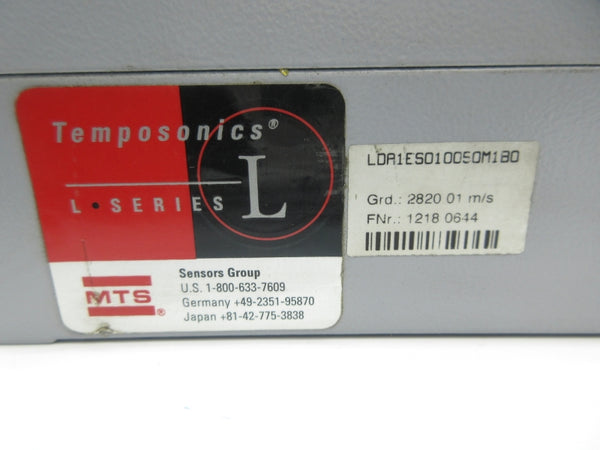 Temposonics®
L • SERIES
L
MTS®
Sensors Group
U.S. 1-800-633-7609
Germany +49-2351-95870
Japan +81-42-775-3838
LDA1ES010050M1B0
Grd.: 2820 01 m/s
FNr.: 1218 0644